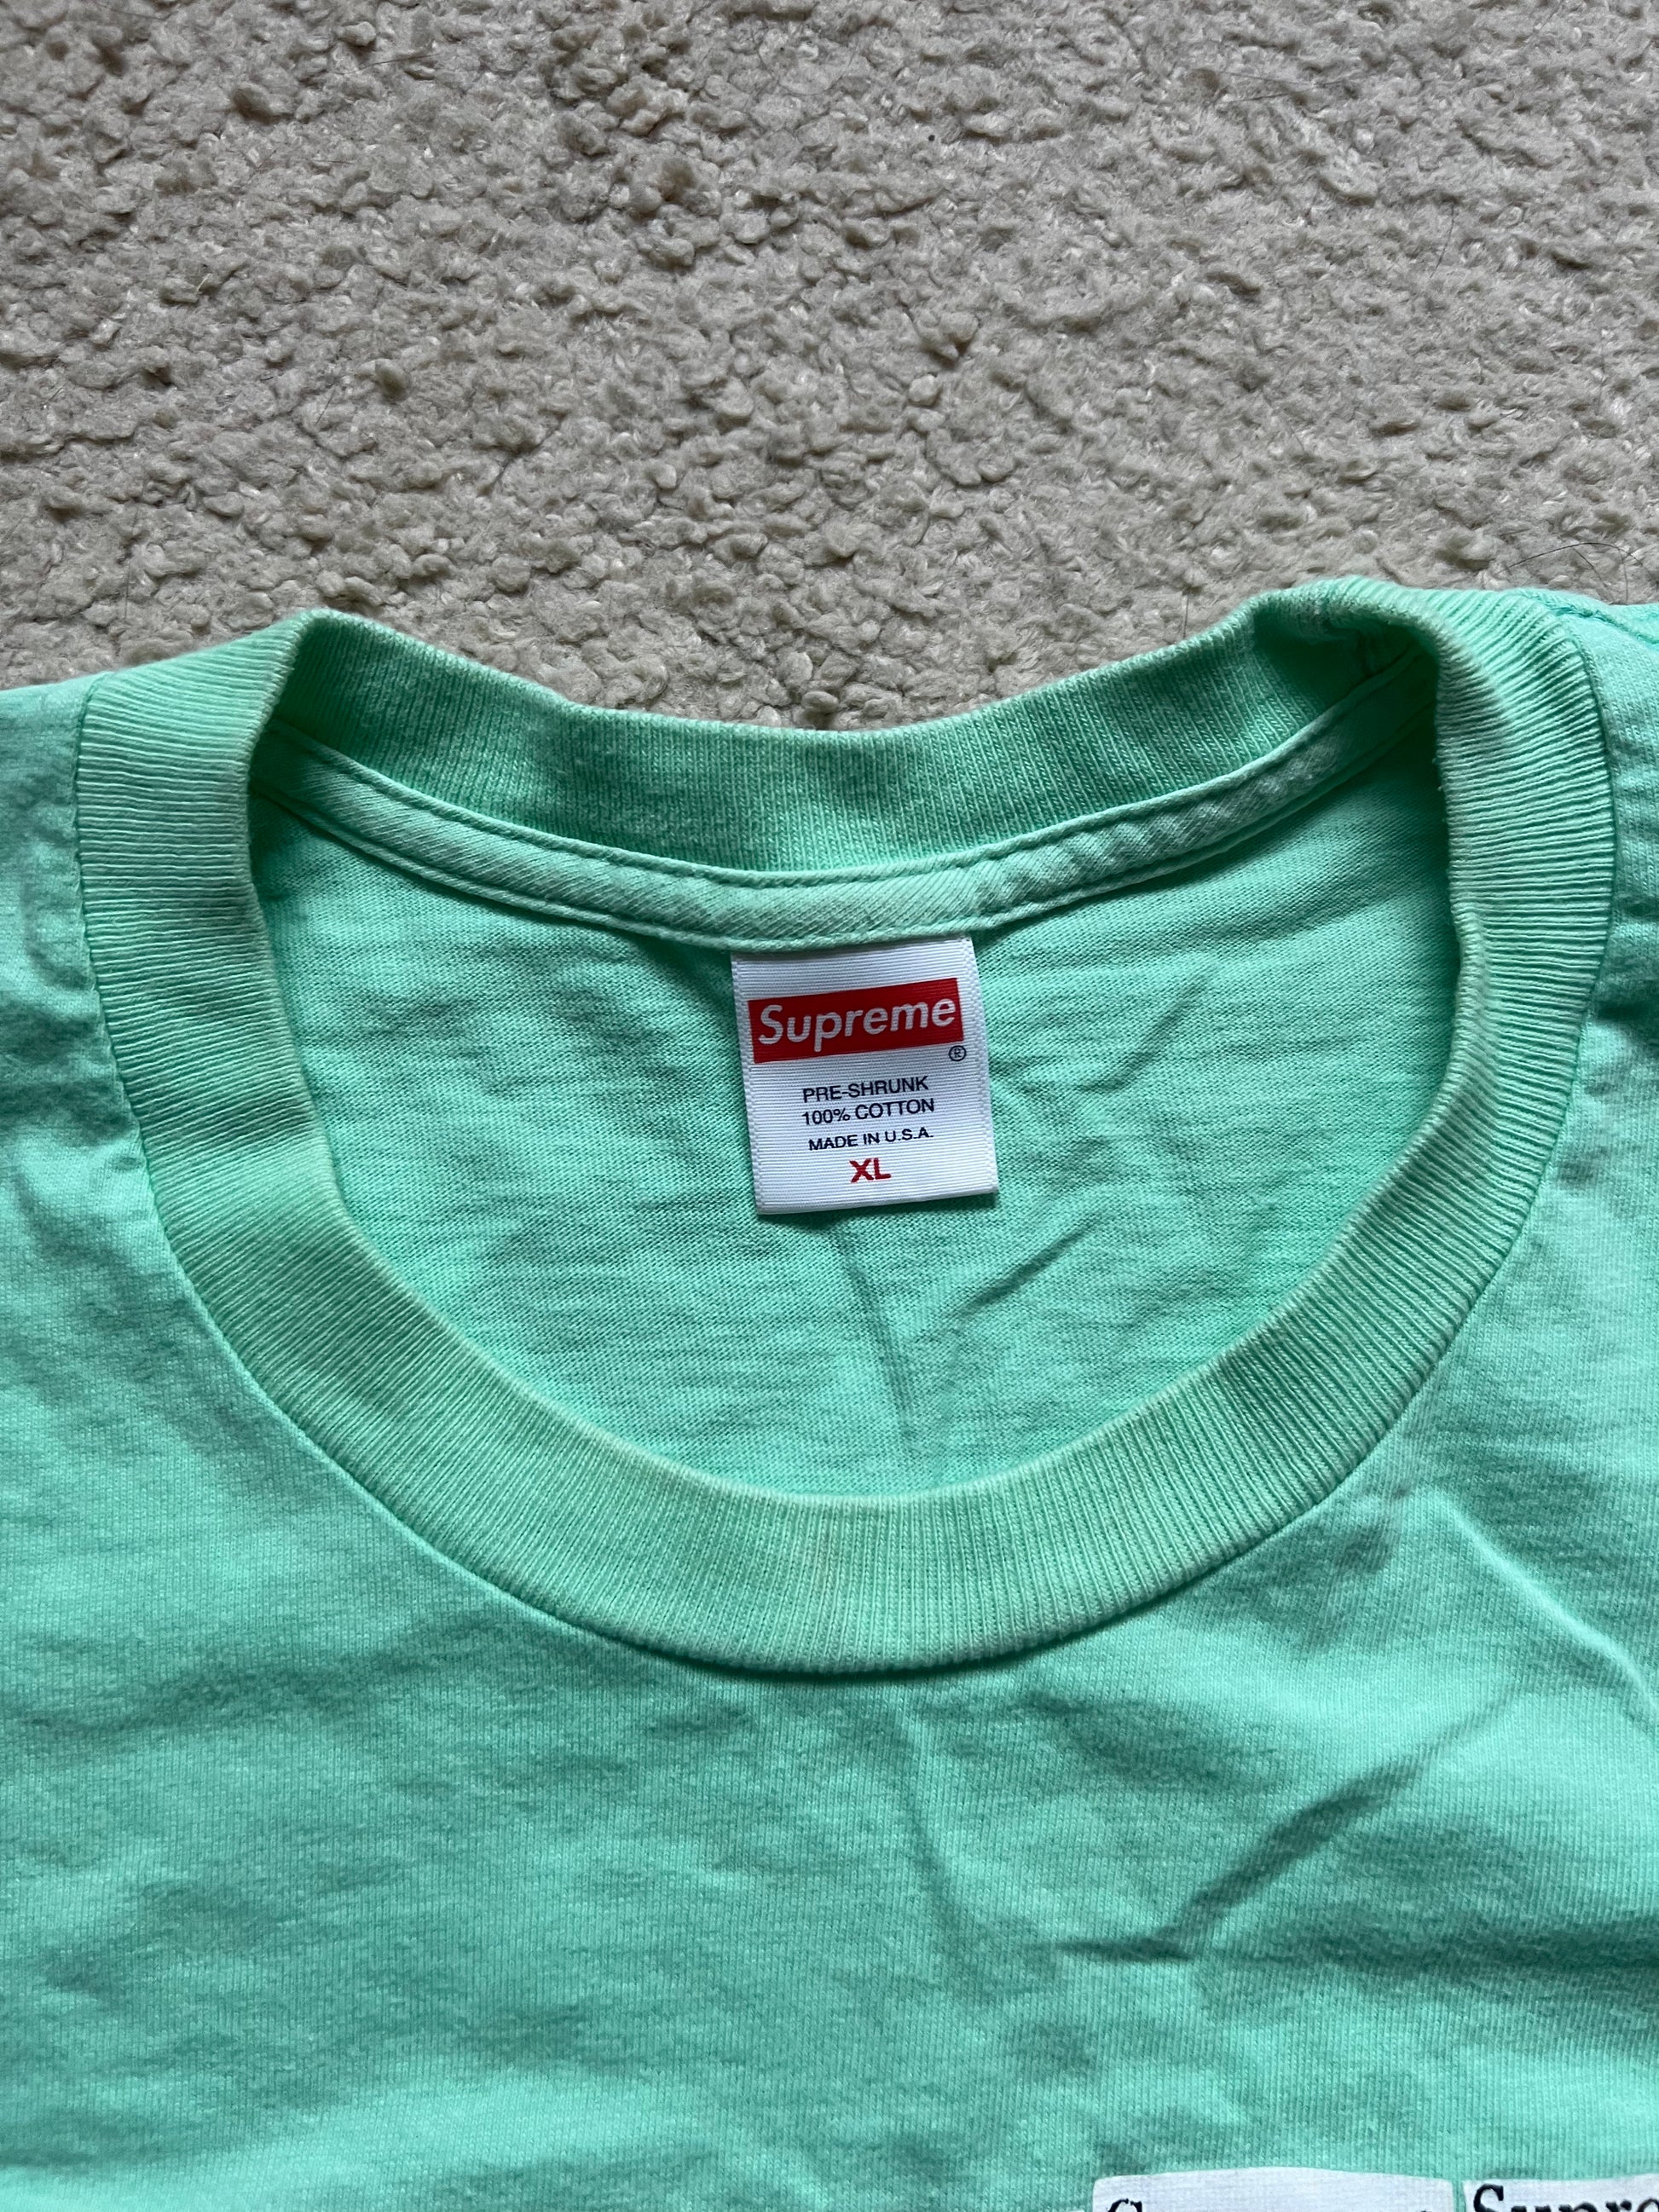 Supreme
®
PRE-SHRUNK
100% COTTON
MADE IN U.S.A.
XL